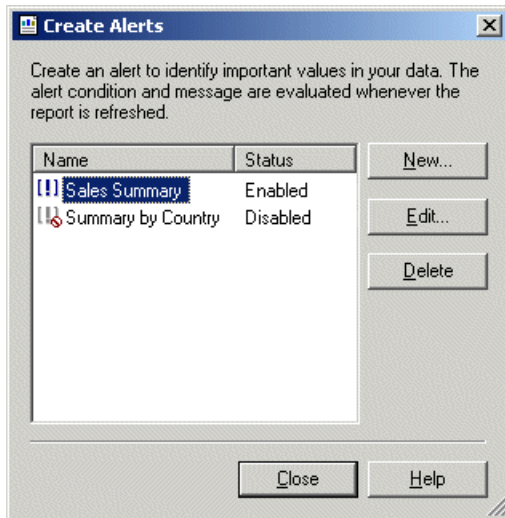 Create Alerts
Create an alert to identify important values in your data. The
alert condition and message are evaluated whenever the
report is refreshed.
Name Status New...
Sales Summary Enabled
Summary by Country Disabled Edit...
Delete
Close Help